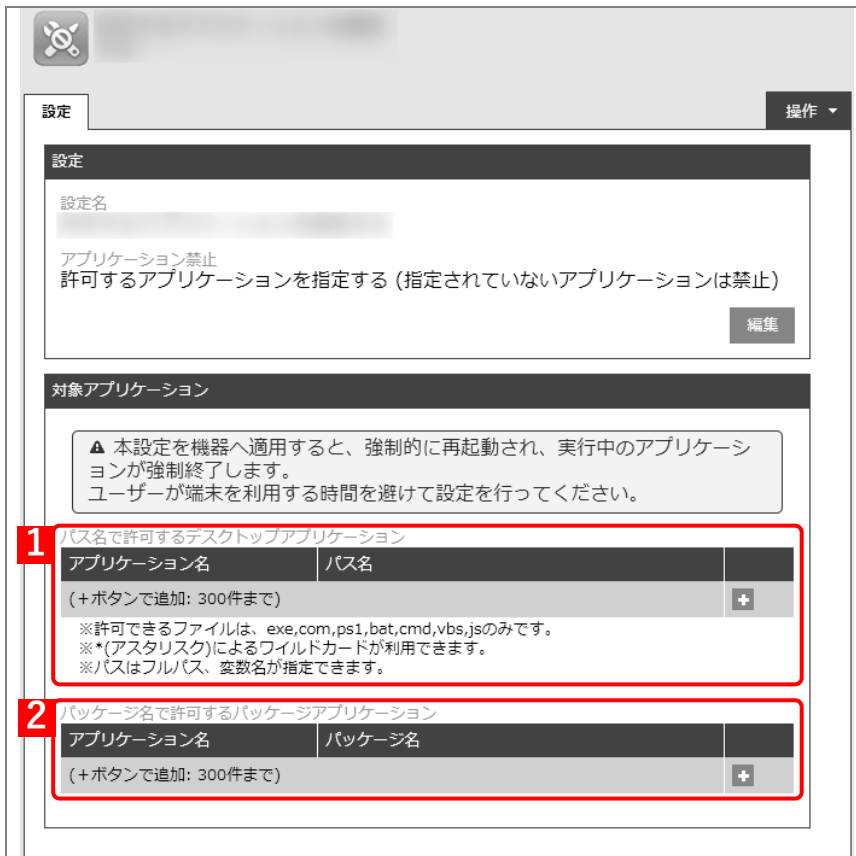 設定
操作
設定
設定名
アプリケーション禁止
許可するアプリケーションを指定する (指定されていないアプリケーションは禁止)
編集
対象アプリケーション
本設定を機器へ適用すると、強制的に再起動され、実行中のアプリケーシ
ョンが強制終了します。
ユーザーが端末を利用する時間を避けて設定を行ってください。
1
パス名で許可するデスクトップアプリケーション
アプリケーション名 パス名
(+ボタンで追加: 300件まで)
※許可できるファイルは、exe,com,ps1,bat,cmd,vbs,jsのみです。
※*(アスタリスク)によるワイルドカードが利用できます。
※パスはフルパス、変数名が指定できます。
2
パッケージ名で許可するパッケージアプリケーション
アプリケーション名 パッケージ名
(+ボタンで追加: 300件まで)